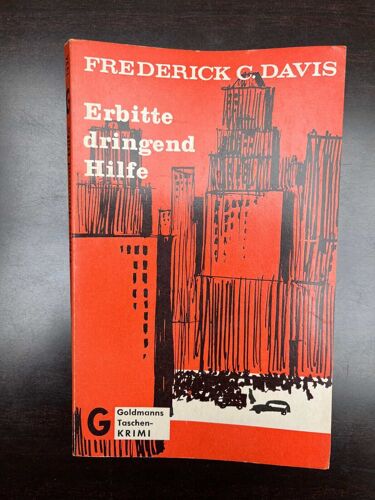 FREDERICK C. DAVIS
Erbitte
dringend
Hilfe
G
Goldmanns
Taschen-
KRIMI